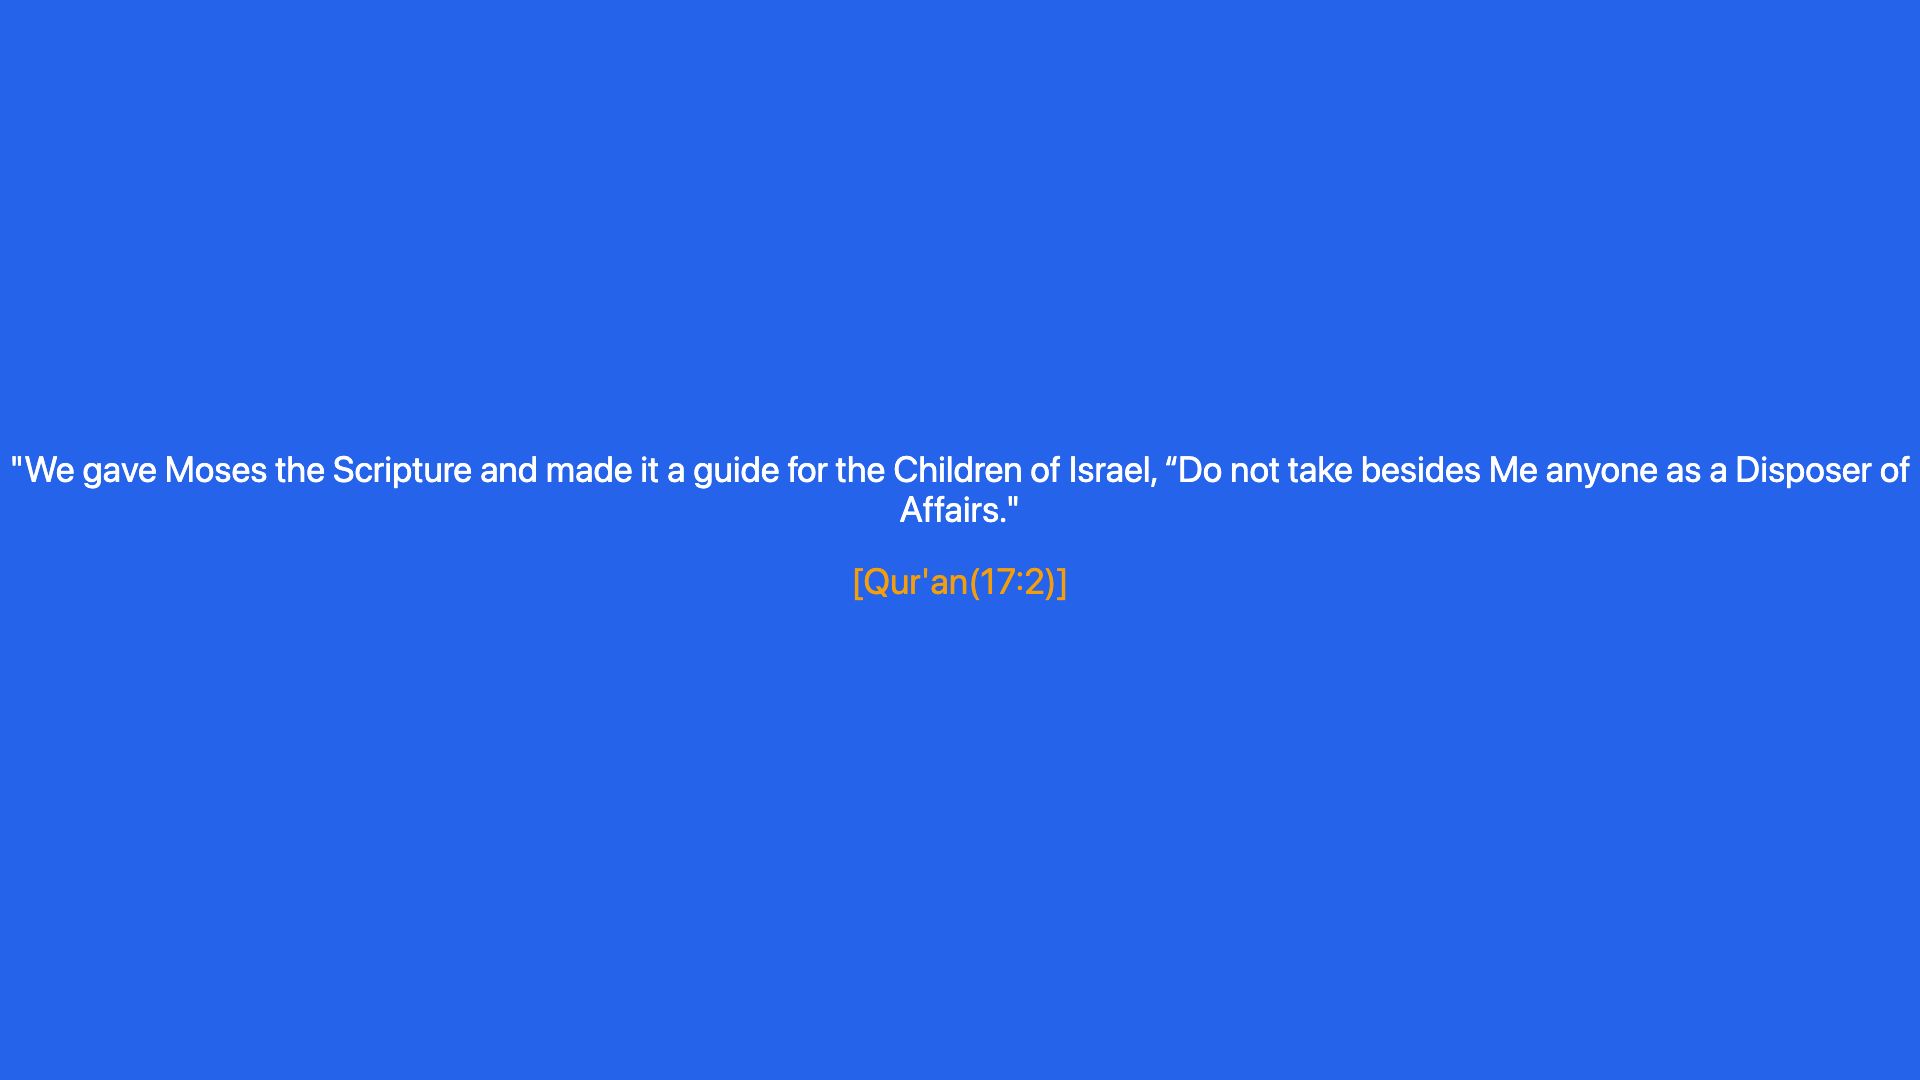 "We gave Moses the Scripture and made it a guide for the Children of Israel, “Do not take besides Me anyone as a Disposer of
Affairs."
[Qur'an(17:2)]